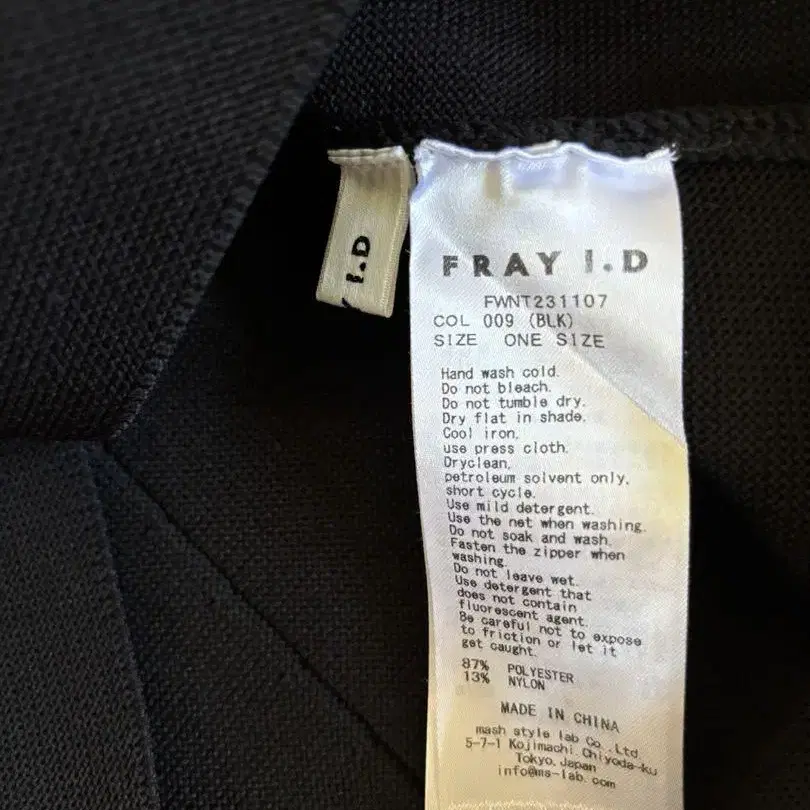 I.D
FRAY I.D
FWNT231107
COL 009 (BLK)
SIZE ONE SIZE
Hand wash cold.
Do not bleach.
Do not tumble dry.
Dry flat in shade.
Cool iron,
use press cloth.
Dryclean,
petroleum solvent only,
short cycle.
Use mild detergent.
Use the net when washing.
Do not soak and wash.
Fasten the zipper when
washing.
Do not leave wet.
Use detergent that
does not contain
fluorescent agent.
Be careful not to expose
to friction or let it
get caught.
87% POLYESTER
13% NYLON
MADE IN CHINA
mash style lab Co.,Ltd.
5-7-1 Kojimachi Chiyoda-ku
Tokyo,Japan
info@ms-lab.com